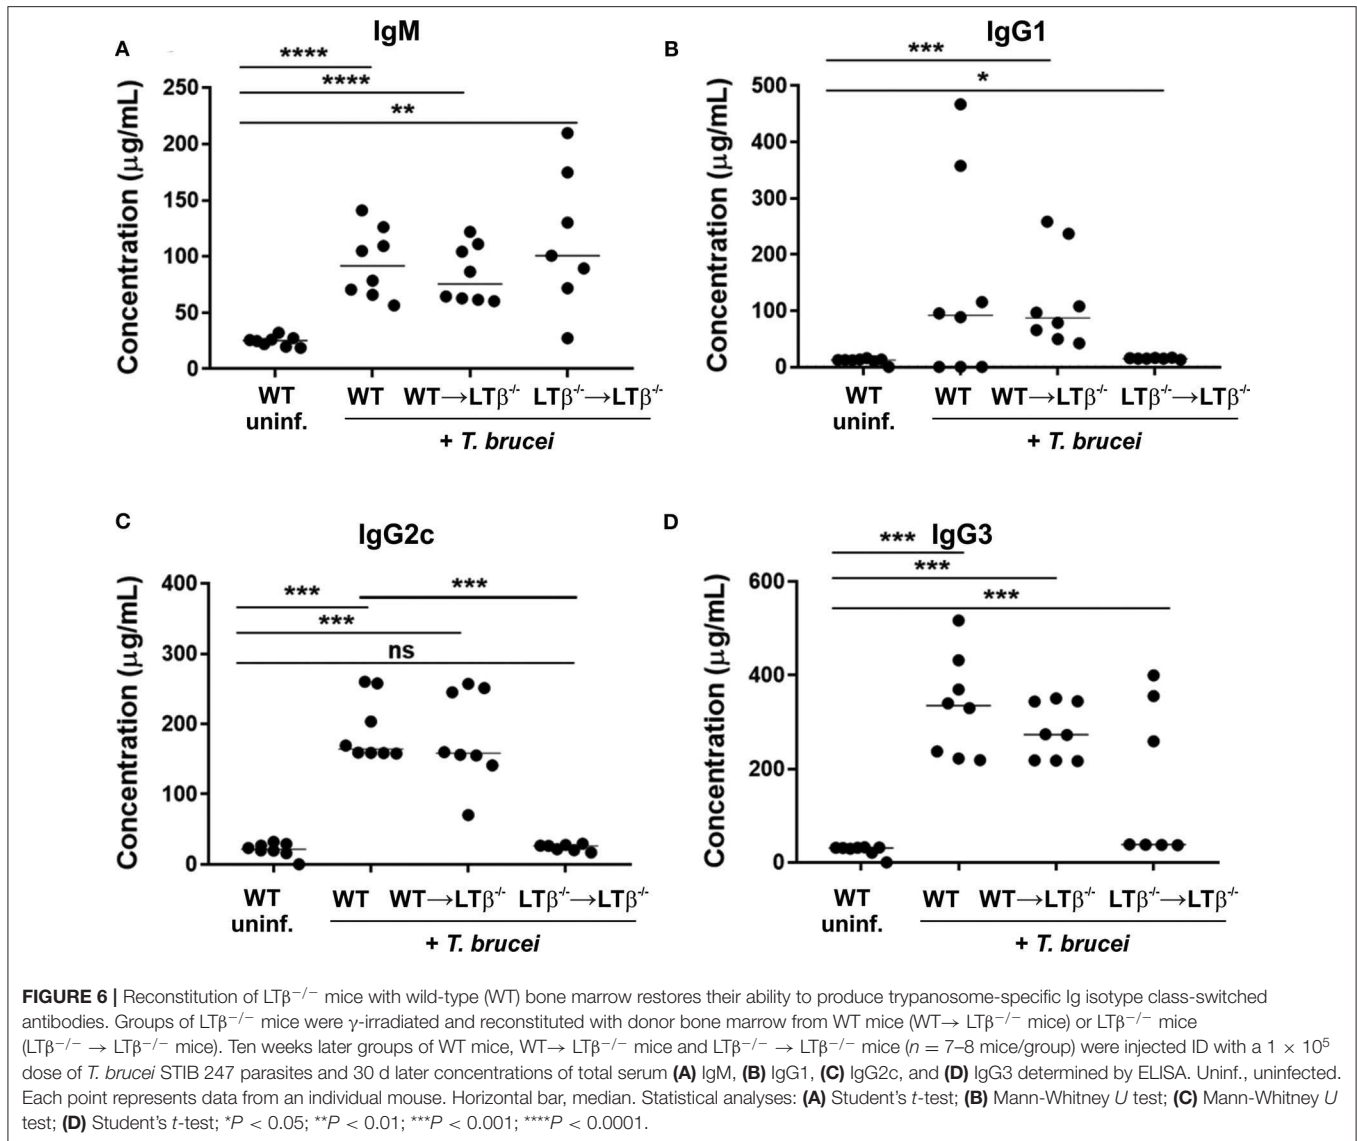 A
IgM
****
****
**
Concentration (μg/mL)
250
200
150
100
50
0
WT uninf.
WT
WT→LTβ-/-
LTβ-/-→LTβ-/-
+ T. brucei
B
IgG1
***
*
Concentration (μg/mL)
500
400
300
200
100
0
WT uninf.
WT
WT→LTβ-/-
LTβ-/-→LTβ-/-
+ T. brucei
C
IgG2c
***
***
***
ns
Concentration (μg/mL)
400
300
200
100
0
WT uninf.
WT
WT→LTβ-/-
LTβ-/-→LTβ-/-
+ T. brucei
D
IgG3
***
***
***
Concentration (μg/mL)
600
400
200
0
WT uninf.
WT
WT→LTβ-/-
LTβ-/-→LTβ-/-
+ T. brucei
FIGURE 6 | Reconstitution of LTβ−/− mice with wild-type (WT) bone marrow restores their ability to produce trypanosome-specific Ig isotype class-switched
antibodies. Groups of LTβ−/− mice were γ-irradiated and reconstituted with donor bone marrow from WT mice (WT→ LTβ−/− mice) or LTβ−/− mice
(LTβ−/− → LTβ−/− mice). Ten weeks later groups of WT mice, WT→ LTβ−/− mice and LTβ−/− → LTβ−/− mice (n = 7–8 mice/group) were injected ID with a 1 × 10⁵
dose of T. brucei STIB 247 parasites and 30 d later concentrations of total serum (A) IgM, (B) IgG1, (C) IgG2c, and (D) IgG3 determined by ELISA. Uninf., uninfected.
Each point represents data from an individual mouse. Horizontal bar, median. Statistical analyses: (A) Student's t-test; (B) Mann-Whitney U test; (C) Mann-Whitney U
test; (D) Student's t-test; *P < 0.05; **P < 0.01; ***P < 0.001; ****P < 0.0001.